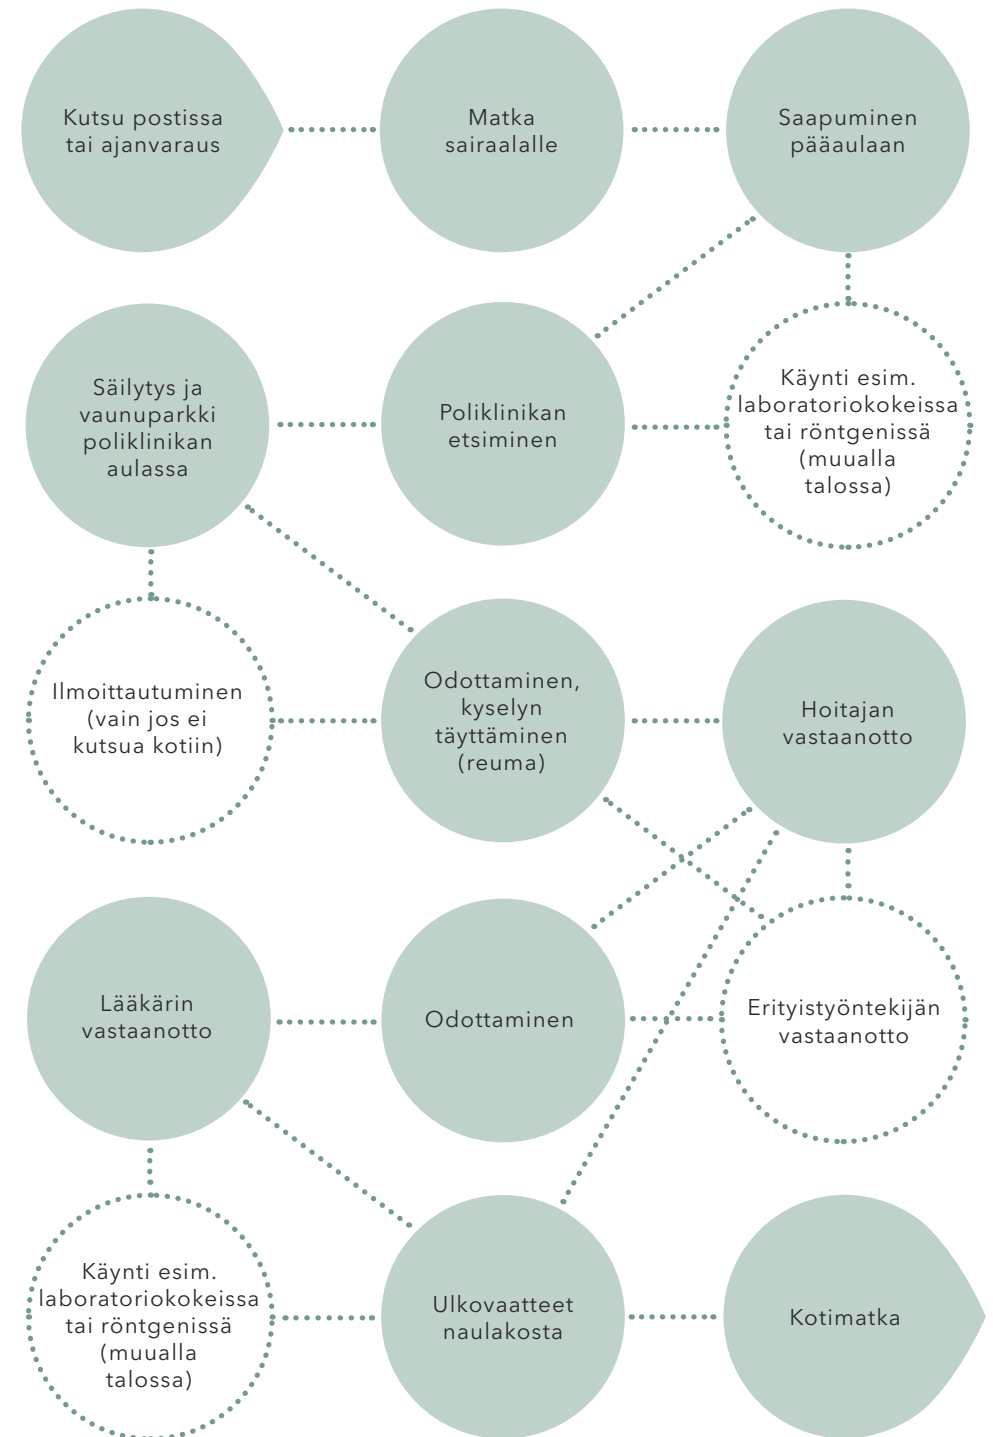 Kutsu postissa
tai ajanvaraus
Matka
sairaalalle
Saapuminen
pääaulaan
Säilytys ja
vaunuparkki
poliklinikan
aulassa
Poliklinikan
etsiminen
Käynti esim.
laboratoriokokeissa
tai röntgenissä
(muualla
talossa)
Ilmoittautuminen
(vain jos ei
kutsua kotiin)
Odottaminen,
kyselyn
täyttäminen
(reuma)
Hoitajan
vastaanotto
Lääkärin
vastaanotto
Odottaminen
Erityistyöntekijän
vastaanotto
Käynti esim.
laboratoriokokeissa
tai röntgenissä
(muualla
talossa)
Ulkovaatteet
naulakosta
Kotimatka